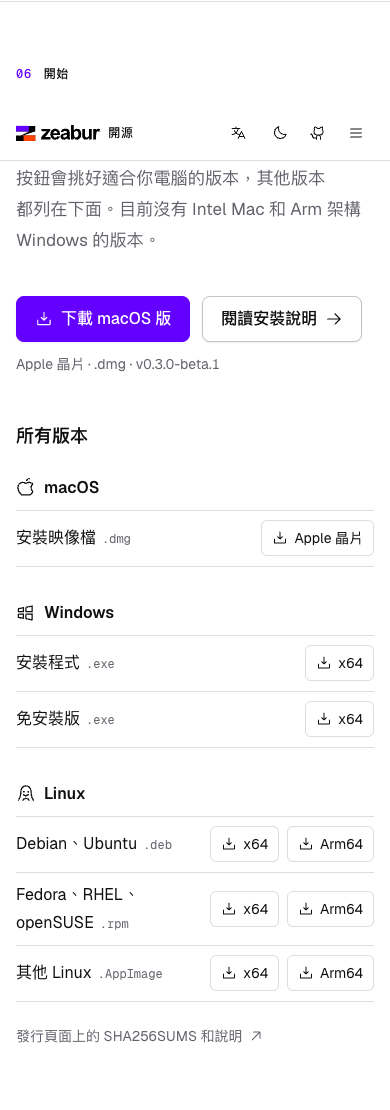 06 開始
zeabur 開源
按鈕會挑好適合你電腦的版本，其他版本
都列在下面。目前沒有 Intel Mac 和 Arm 架構
Windows 的版本。
下載 macOS 版 閱讀安裝說明 →
Apple 晶片 · .dmg · v0.3.0-beta.1
所有版本
macOS
安裝映像檔 .dmg Apple 晶片
Windows
安裝程式 .exe x64
免安裝版 .exe x64
Linux
Debian、Ubuntu .deb x64 Arm64
Fedora、RHEL、
openSUSE .rpm x64 Arm64
其他 Linux .AppImage x64 Arm64
發行頁面上的 SHA256SUMS 和說明 ↗